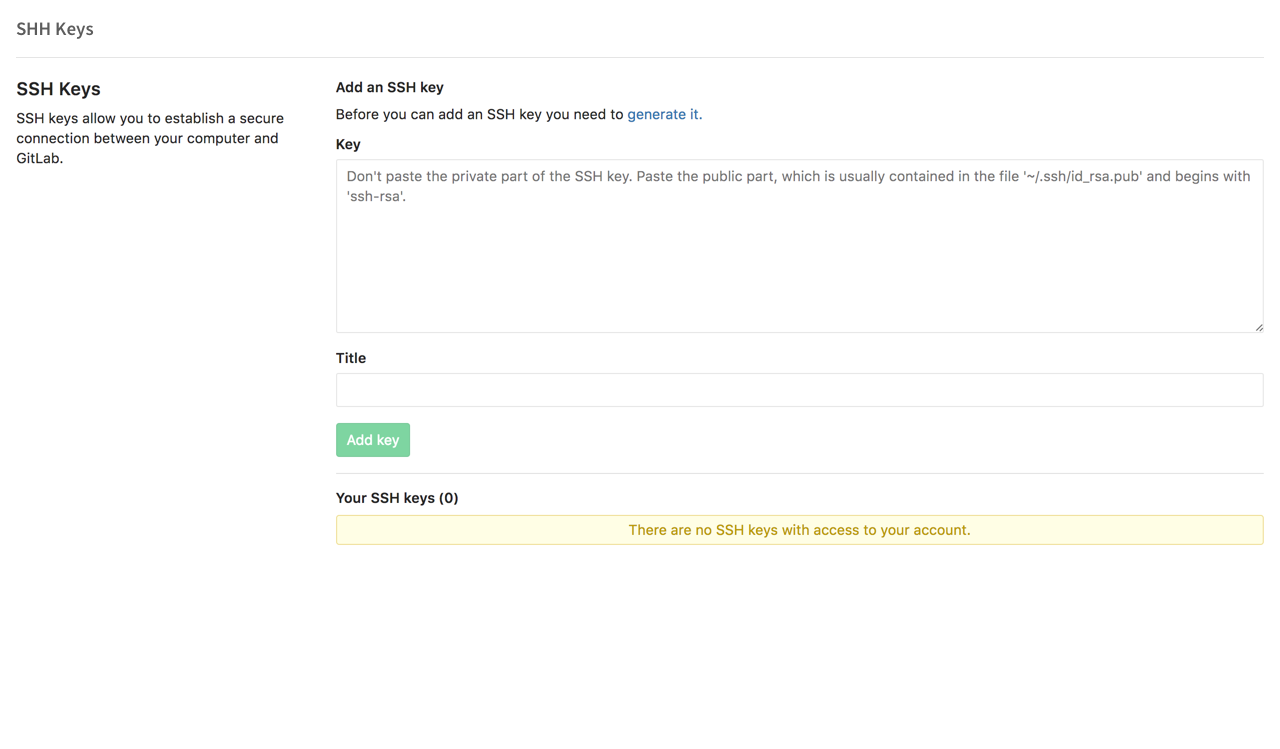 SHH Keys
SSH Keys
SSH keys allow you to establish a secure
connection between your computer and
GitLab.
Add an SSH key
Before you can add an SSH key you need to generate it.
Key
Don't paste the private part of the SSH key. Paste the public part, which is usually contained in the file '~/.ssh/id_rsa.pub' and begins with
'ssh-rsa'.
Title
Add key
Your SSH keys (0)
There are no SSH keys with access to your account.